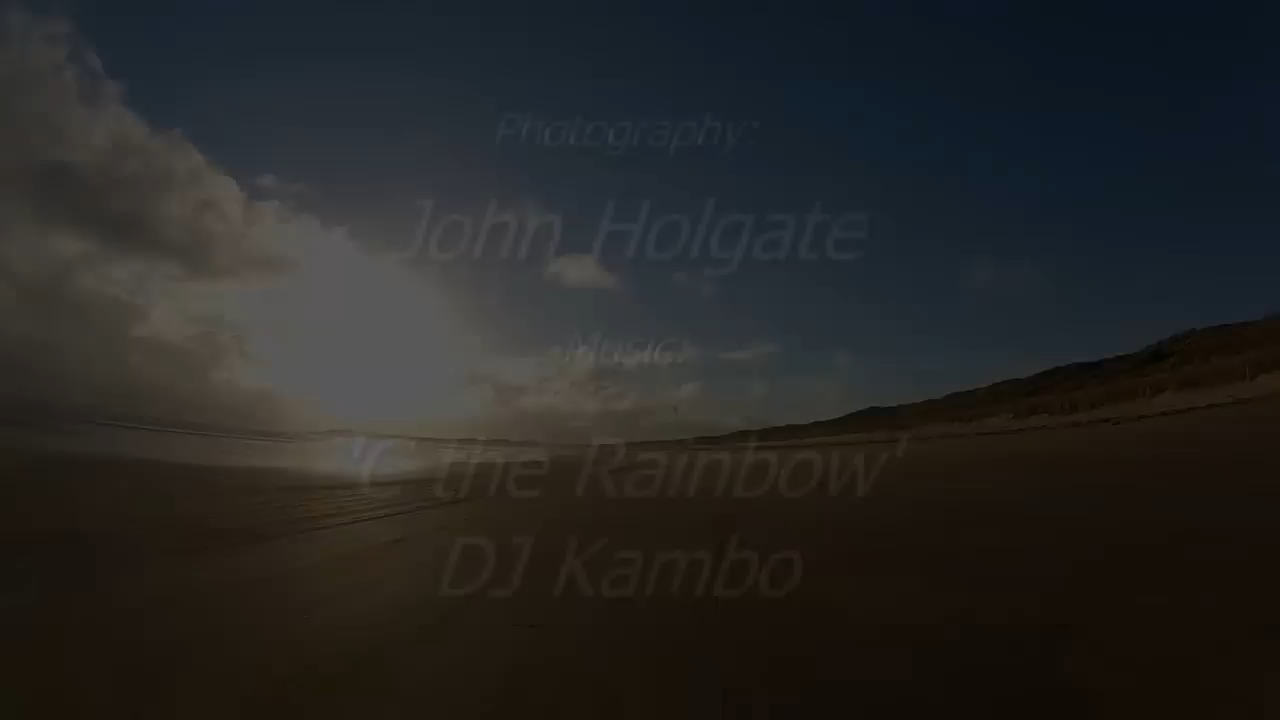 Photography:
John Holgate
Music:
'C the Rainbow'
DJ Kambo